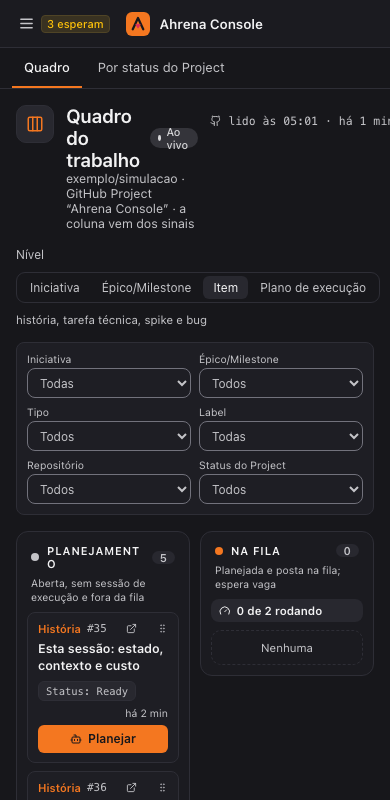 3 esperam
Ahrena Console
Quadro
Por status do Project
Quadro
do
trabalho
Ao
vivo
lido às 05:01 · há 1 min
exemplo/simulacao ·
GitHub Project
“Ahrena Console” · a
coluna vem dos sinais
Nível
Iniciativa
Épico/Milestone
Item
Plano de execução
história, tarefa técnica, spike e bug
Iniciativa
Épico/Milestone
Todas
Todos
Tipo
Label
Todos
Todas
Repositório
Status do Project
Todos
Todos
PLANEJAMENT
O
5
Aberta, sem sessão de
execução e fora da fila
História #35
Esta sessão: estado,
contexto e custo
Status: Ready
há 2 min
Planejar
História #36
NA FILA
0
Planejada e posta na fila;
espera vaga
0 de 2 rodando
Nenhuma